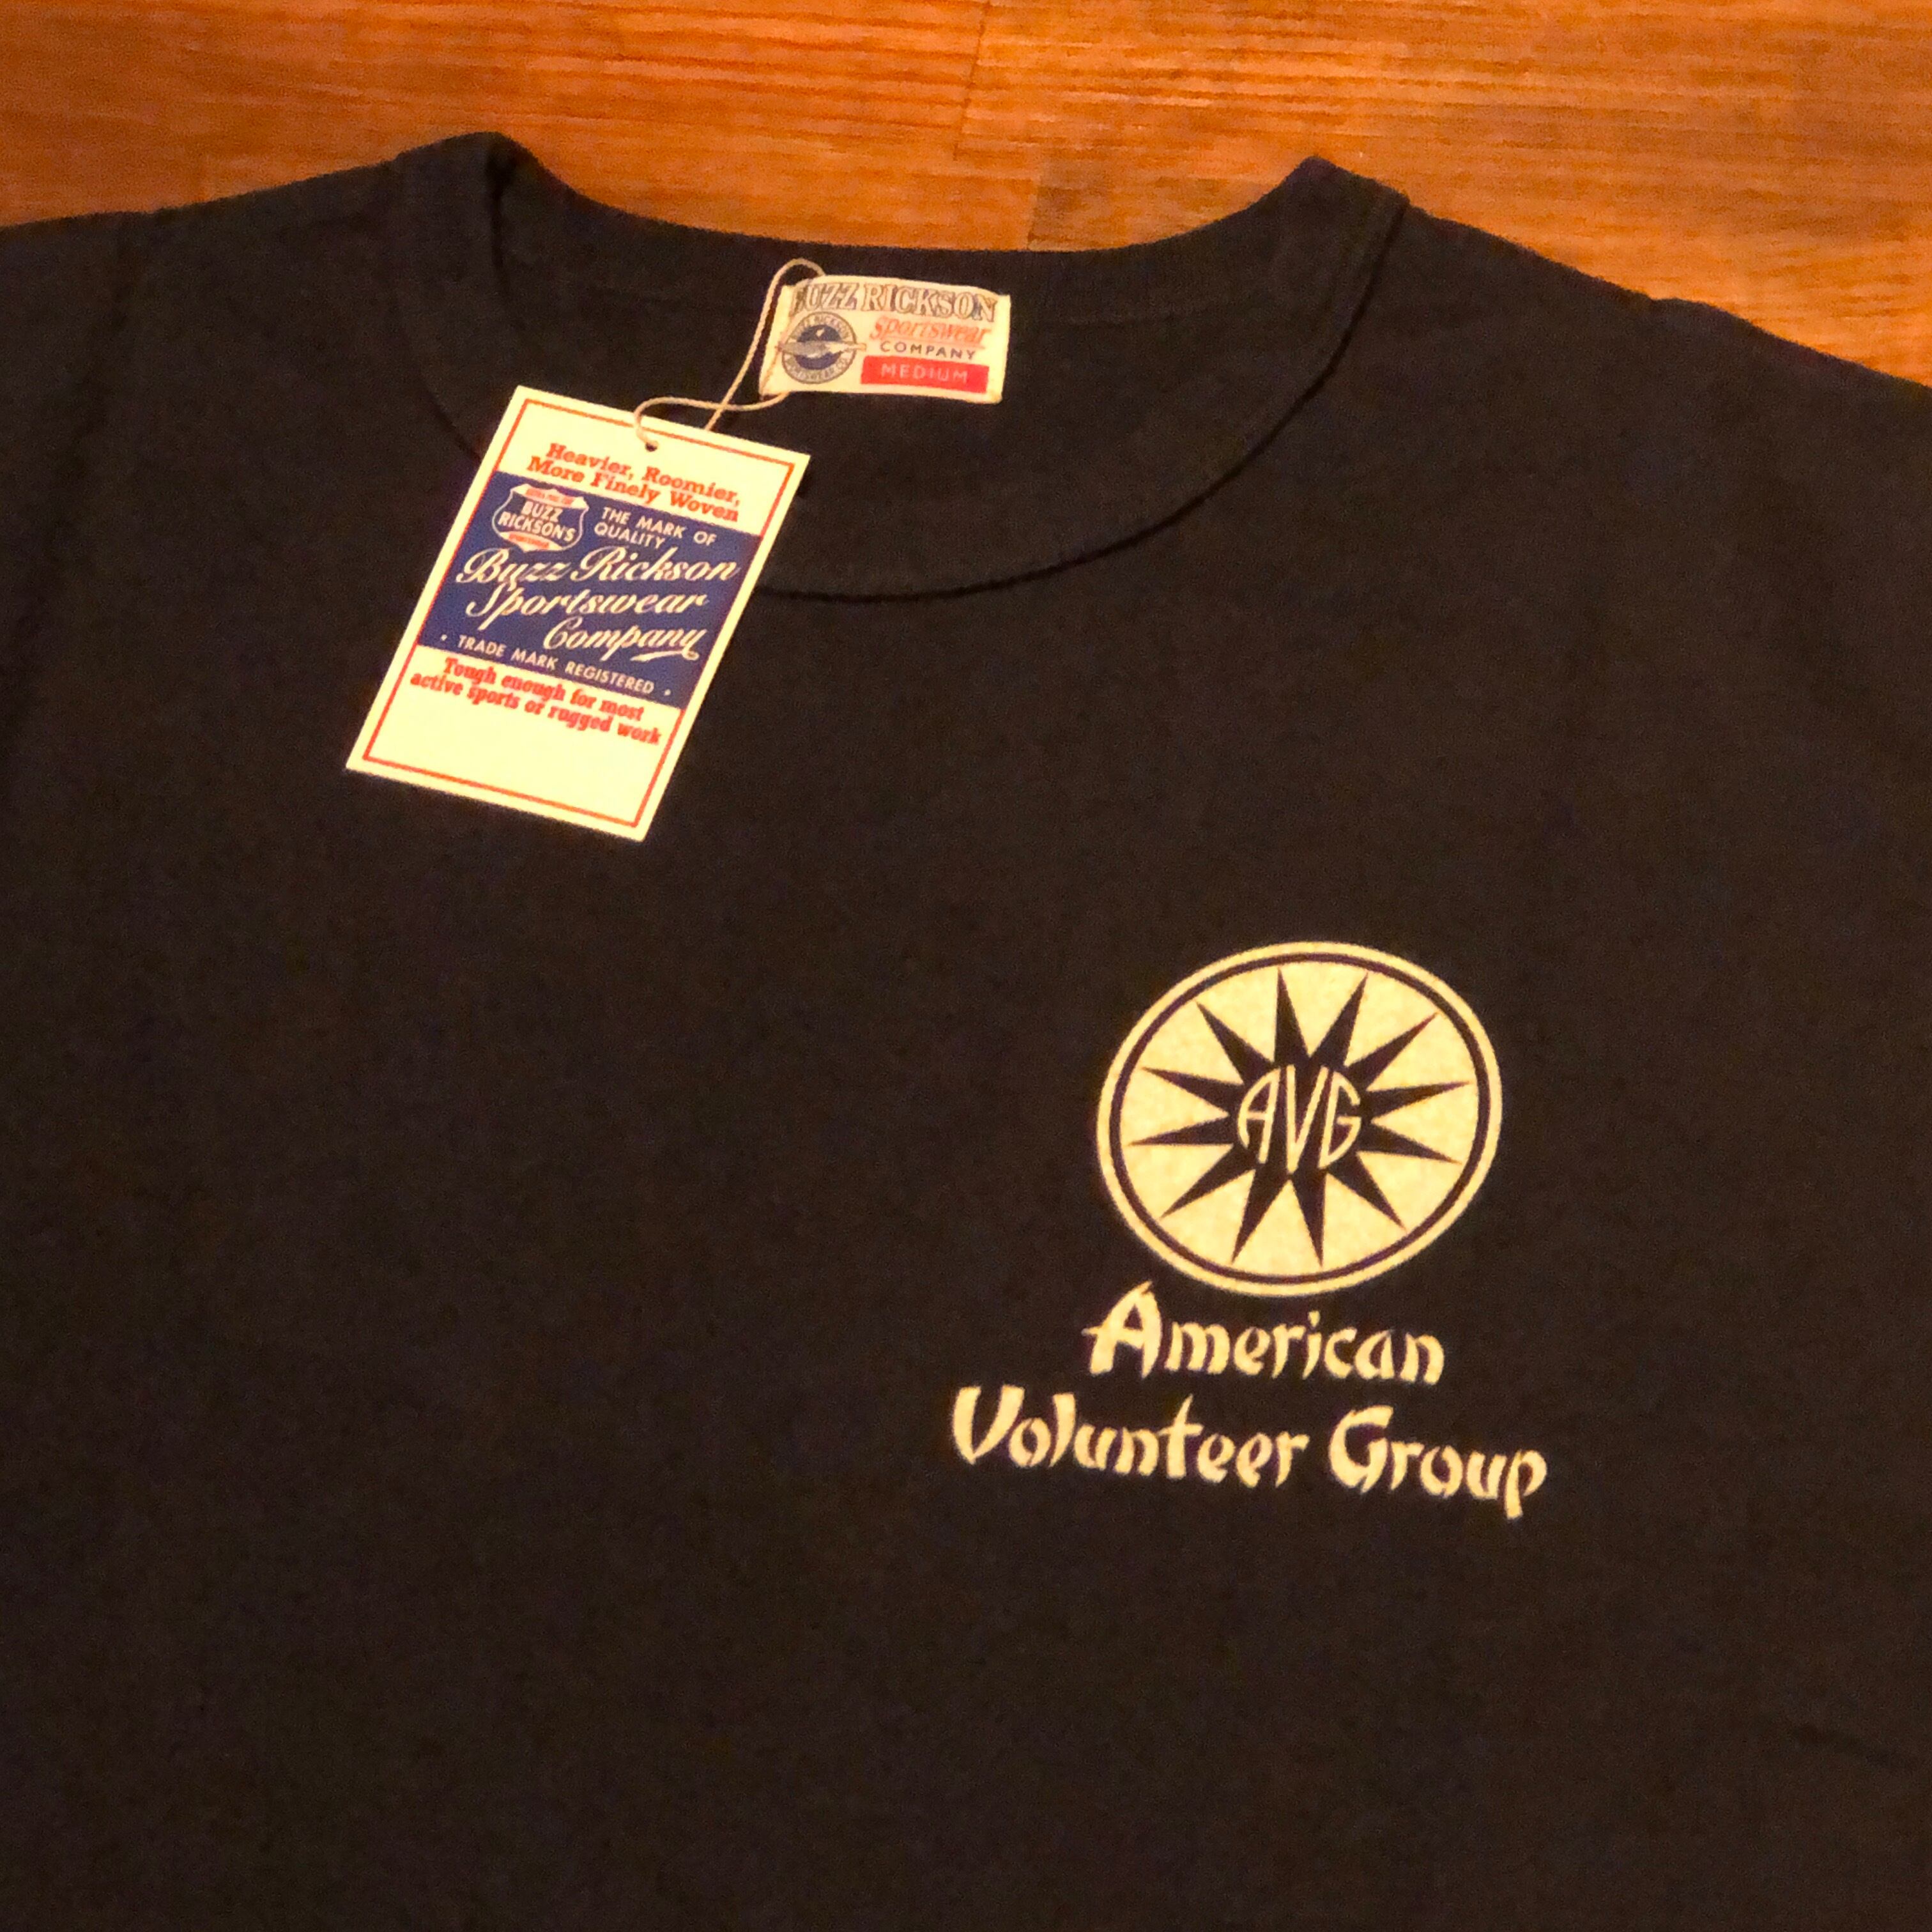 BUZZ RICKSON
Sportswear
COMPANY
MEDIUM
Heavier, Roomier,
More Finely Woven
BUZZ
RICKSON'S
THE MARK OF
QUALITY
Buzz Rickson
Sportswear
Company
• TRADE MARK REGISTERED •
Tough enough for most
active sports or rugged work
AVG
American
Volunteer Group